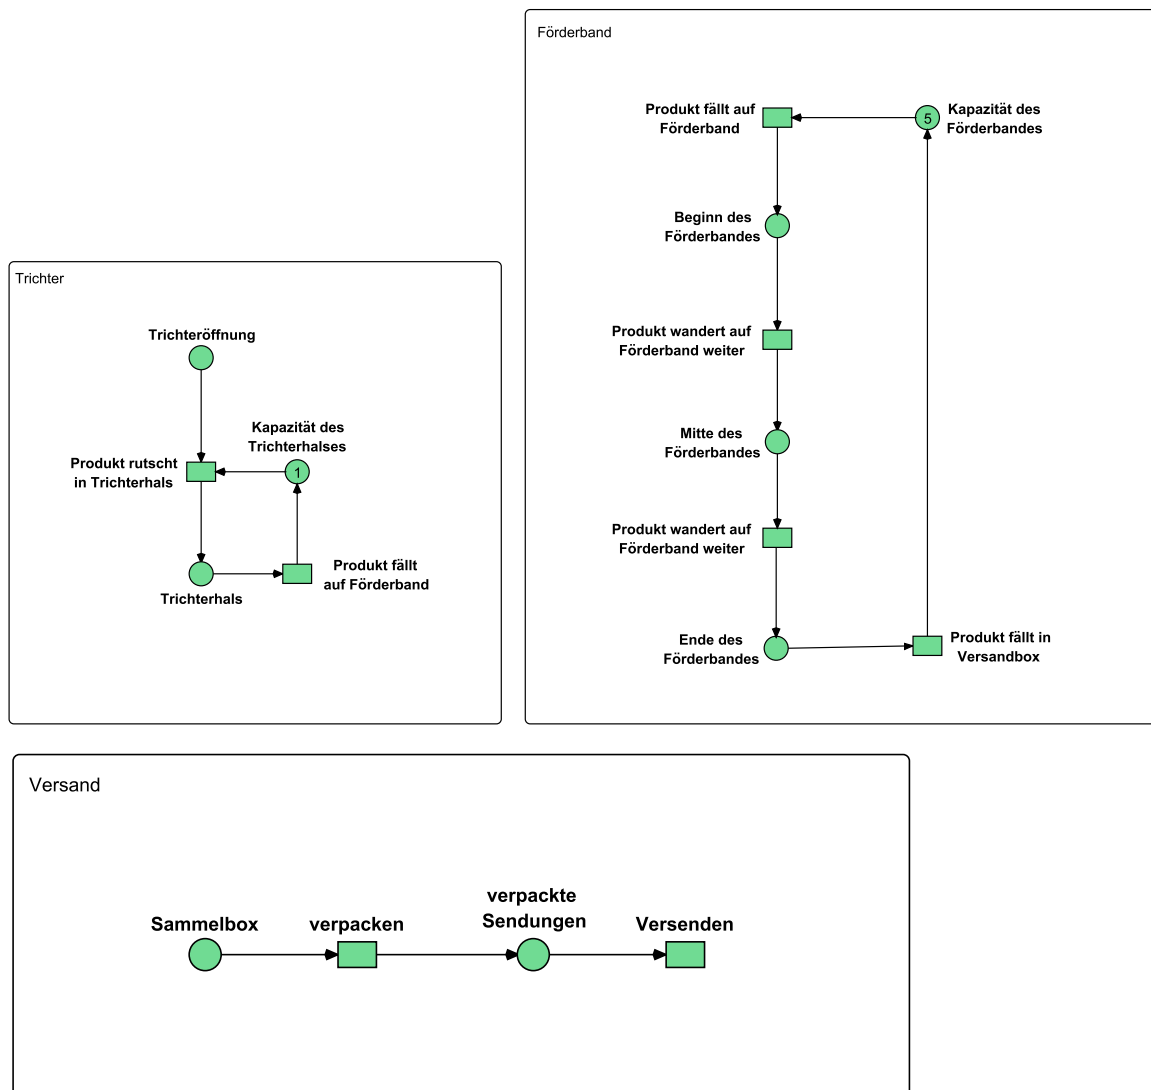 Förderband
Produkt fällt auf
Förderband
5
Kapazität des
Förderbandes
Beginn des
Förderbandes
Produkt wandert auf
Förderband weiter
Mitte des
Förderbandes
Produkt wandert auf
Förderband weiter
Ende des
Förderbandes
Produkt fällt in
Versandbox
Trichter
Trichteröffnung
Kapazität des
Trichterhalses
Produkt rutscht
in Trichterhals
1
Produkt fällt
auf Förderband
Trichterhals
Versand
Sammelbox
verpacken
verpackte
Sendungen
Versenden